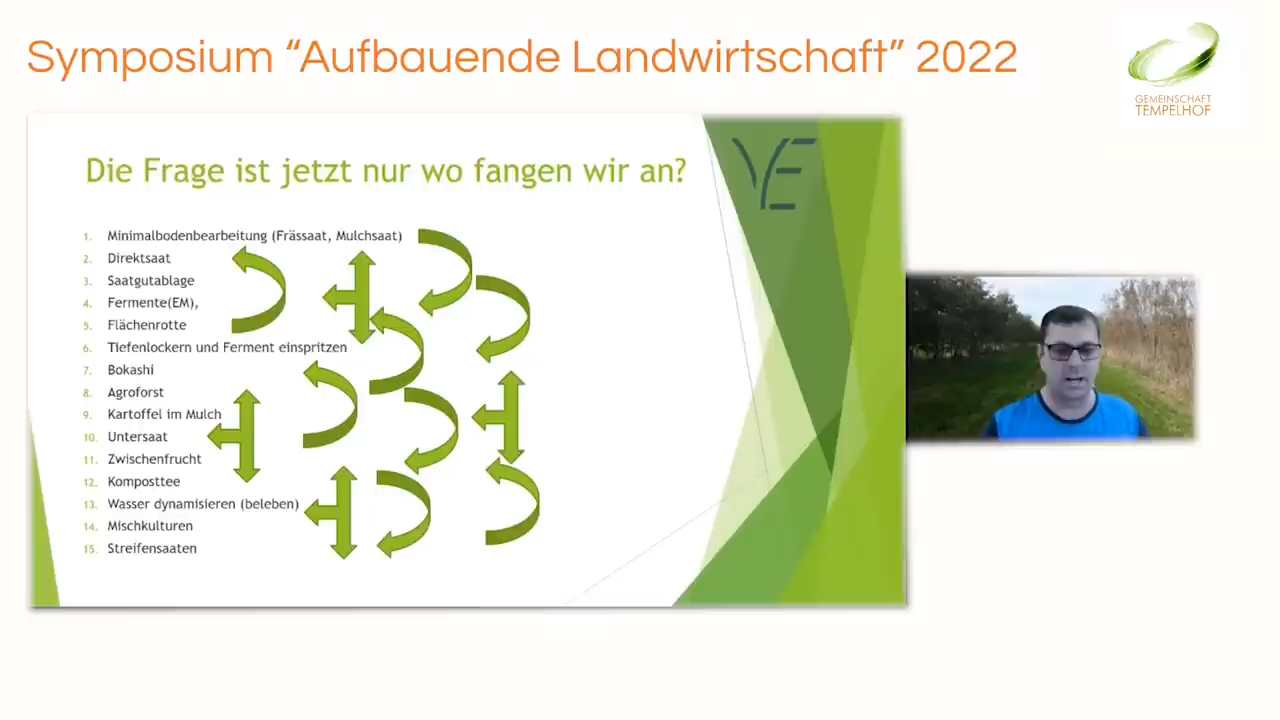 Symposium “Aufbauende Landwirtschaft” 2022
GEMEINSCHAFT
TEMPELHOF
Die Frage ist jetzt nur wo fangen wir an?
VE
1. Minimalbodenbearbeitung (Frässaat, Mulchsaat)
2. Direktsaat
3. Saatgutablage
4. Fermente(EM),
5. Flächenrotte
6. Tiefenlockern und Ferment einspritzen
7. Bokashi
8. Agroforst
9. Kartoffel im Mulch
10. Untersaat
11. Zwischenfrucht
12. Komposttee
13. Wasser dynamisieren (beleben)
14. Mischkulturen
15. Streifensaaten